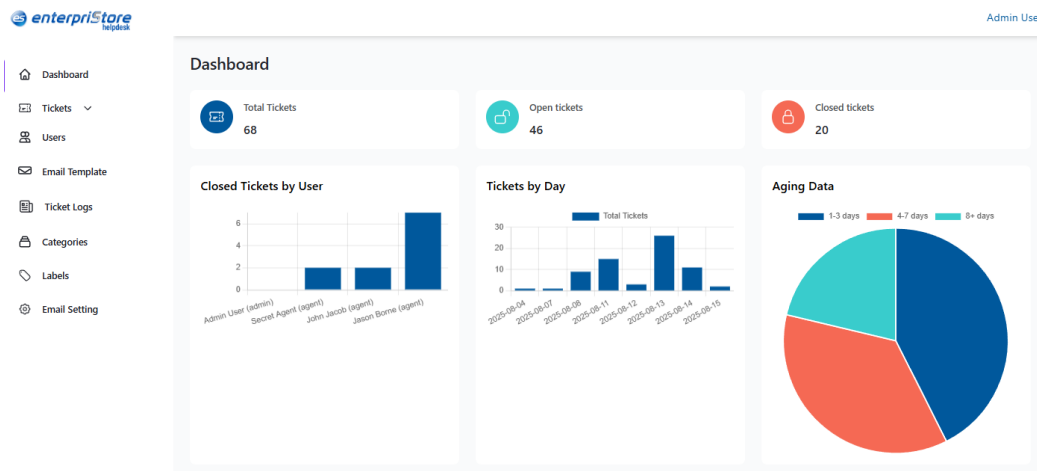 es enterpriStore
helpdesk
Admin Use
Dashboard
Tickets
Users
Email Template
Ticket Logs
Categories
Labels
Email Setting
Dashboard
Total Tickets
68
Open tickets
46
Closed tickets
20
Closed Tickets by User
6
4
2
0
Admin User (admin)
Secret Agent (agent)
John Jacob (agent)
Jason Borne (agent)
Tickets by Day
Total Tickets
30
20
10
0
2025-08-04
2025-08-07
2025-08-08
2025-08-11
2025-08-12
2025-08-13
2025-08-14
2025-08-15
Aging Data
1-3 days 4-7 days 8+ days